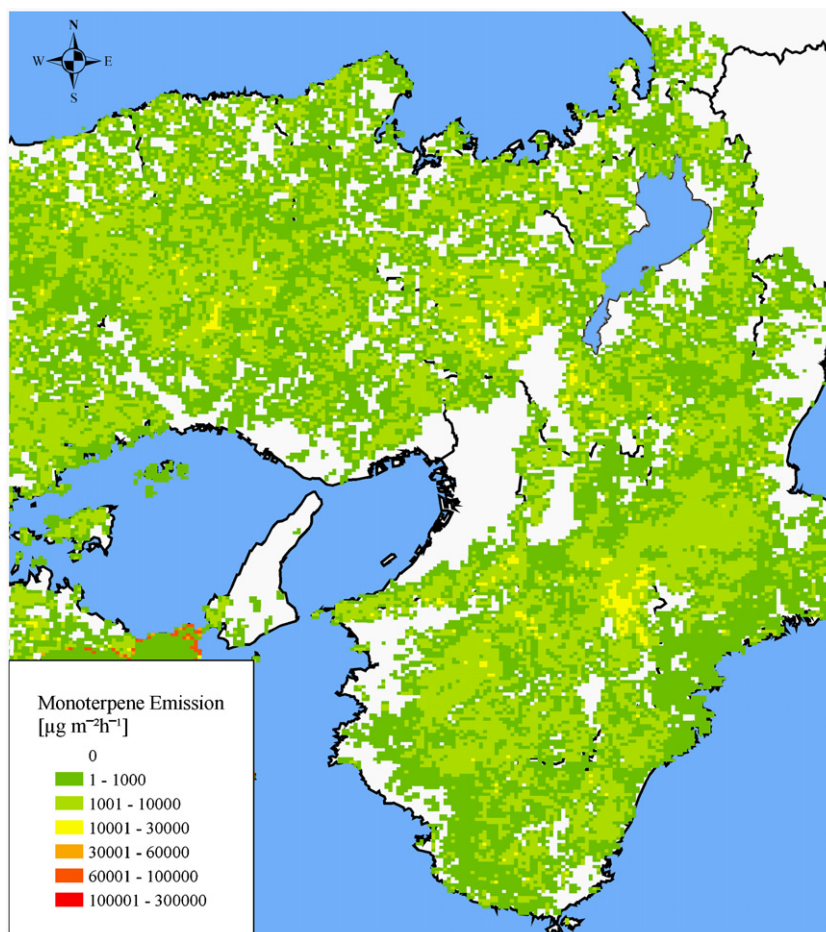 N
W E
S
Monoterpene Emission
[µg m⁻²h⁻¹]
0
1 - 1000
1001 - 10000
10001 - 30000
30001 - 60000
60001 - 100000
100001 - 300000